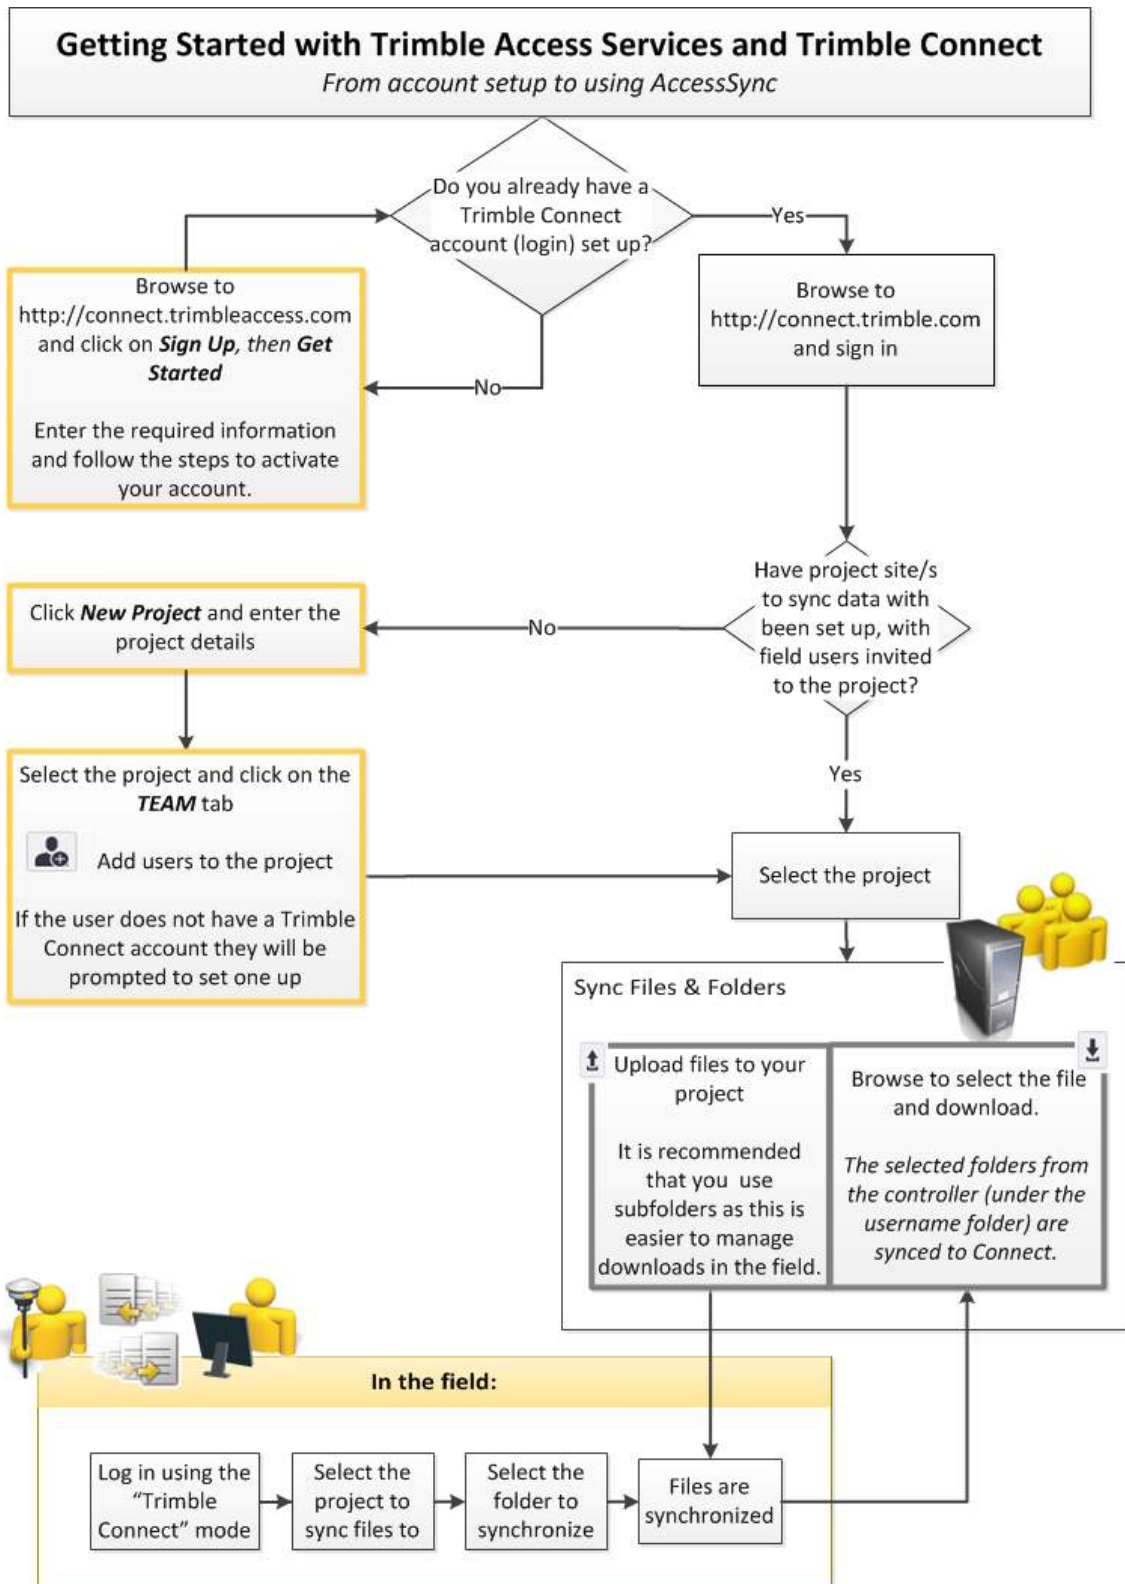 Getting Started with Trimble Access Services and Trimble Connect
From account setup to using AccessSync
Do you already have a
Trimble Connect
account (login) set up?
Yes
No
Browse to
http://connect.trimbleaccess.com
and click on Sign Up, then Get
Started
Enter the required information
and follow the steps to activate
your account.
Browse to
http://connect.trimble.com
and sign in
Have project site/s
to sync data with
been set up, with
field users invited
to the project?
No
Click New Project and enter the
project details
Yes
Select the project and click on the
TEAM tab
Add users to the project
If the user does not have a Trimble
Connect account they will be
prompted to set one up
Select the project
Sync Files & Folders
Upload files to your
project
It is recommended
that you use
subfolders as this is
easier to manage
downloads in the field.
Browse to select the file
and download.
The selected folders from
the controller (under the
username folder) are
synced to Connect.
In the field:
Log in using the
“Trimble
Connect” mode
Select the
project to
sync files to
Select the
folder to
synchronize
Files are
synchronized